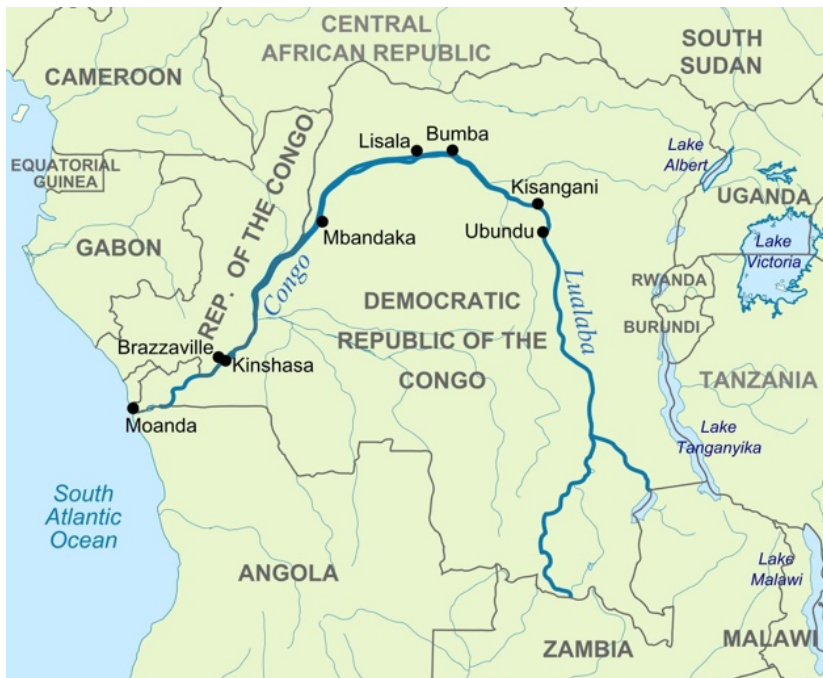 CENTRAL
AFRICAN REPUBLIC
SOUTH
SUDAN
CAMEROON
Lisala
Bumba
Lake
Albert
EQUATORIAL
GUINEA
REP. OF THE CONGO
Kisangani
UGANDA
Mbandaka
Ubundu
GABON
Lake
Victoria
Congo
Lualaba
RWANDA
DEMOCRATIC
REPUBLIC OF THE
CONGO
BURUNDI
Brazzaville
Kinshasa
TANZANIA
Moanda
Lake
Tanganyika
South
Atlantic
Ocean
ANGOLA
Lake
Malawi
ZAMBIA
MALAWI